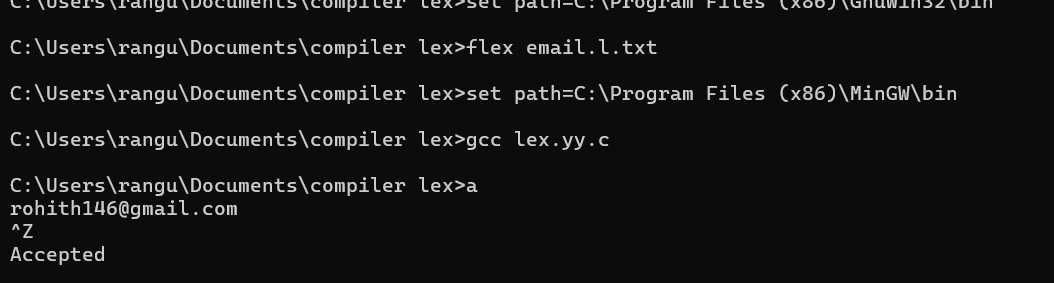 C:\Users\rangu\Documents\compiler lex>set path=C:\Program Files (x86)\GnuWin32\bin
C:\Users\rangu\Documents\compiler lex>flex email.l.txt
C:\Users\rangu\Documents\compiler lex>set path=C:\Program Files (x86)\MinGW\bin
C:\Users\rangu\Documents\compiler lex>gcc lex.yy.c
C:\Users\rangu\Documents\compiler lex>a
rohith146@gmail.com
^Z
Accepted